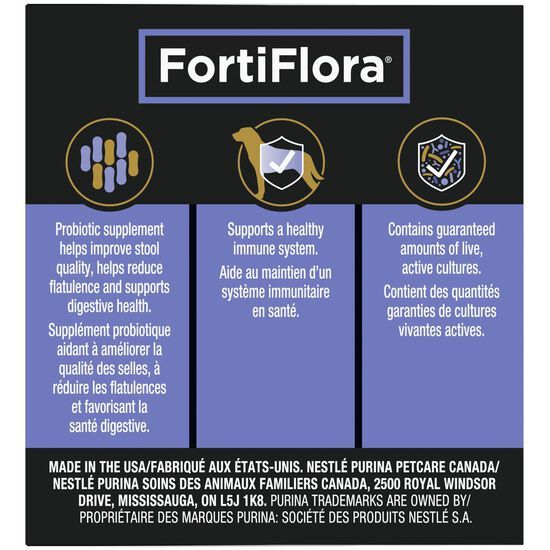 FortiFlora®
Probiotic supplement
helps improve stool
quality, helps reduce
flatulence and supports
digestive health.
Supplément probiotique
aidant à améliorer la
qualité des selles, à
réduire les flatulences
et favorisant la
santé digestive.
Supports a healthy
immune system.
Aide au maintien d'un
système immunitaire
en santé.
Contains guaranteed
amounts of live,
active cultures.
Contient des quantités
garanties de cultures
vivantes actives.
MADE IN THE USA/FABRIQUÉ AUX ÉTATS-UNIS. NESTLÉ PURINA PETCARE CANADA/
NESTLÉ PURINA SOINS DES ANIMAUX FAMILIERS CANADA, 2500 ROYAL WINDSOR
DRIVE, MISSISSAUGA, ON L5J 1K8. PURINA TRADEMARKS ARE OWNED BY/
PROPRIÉTAIRE DES MARQUES PURINA: SOCIÉTÉ DES PRODUITS NESTLÉ S.A.